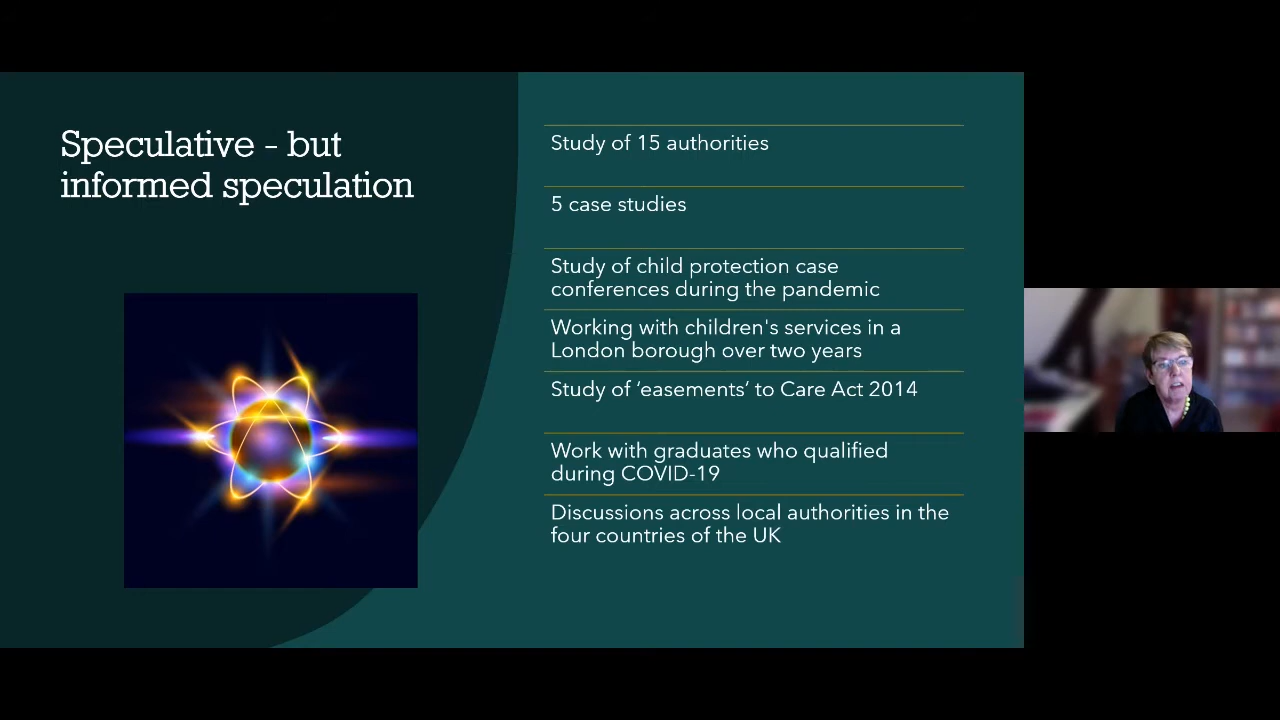 Speculative - but
informed speculation
Study of 15 authorities
5 case studies
Study of child protection case
conferences during the pandemic
Working with children's services in a
London borough over two years
Study of ‘easements’ to Care Act 2014
Work with graduates who qualified
during COVID-19
Discussions across local authorities in the
four countries of the UK